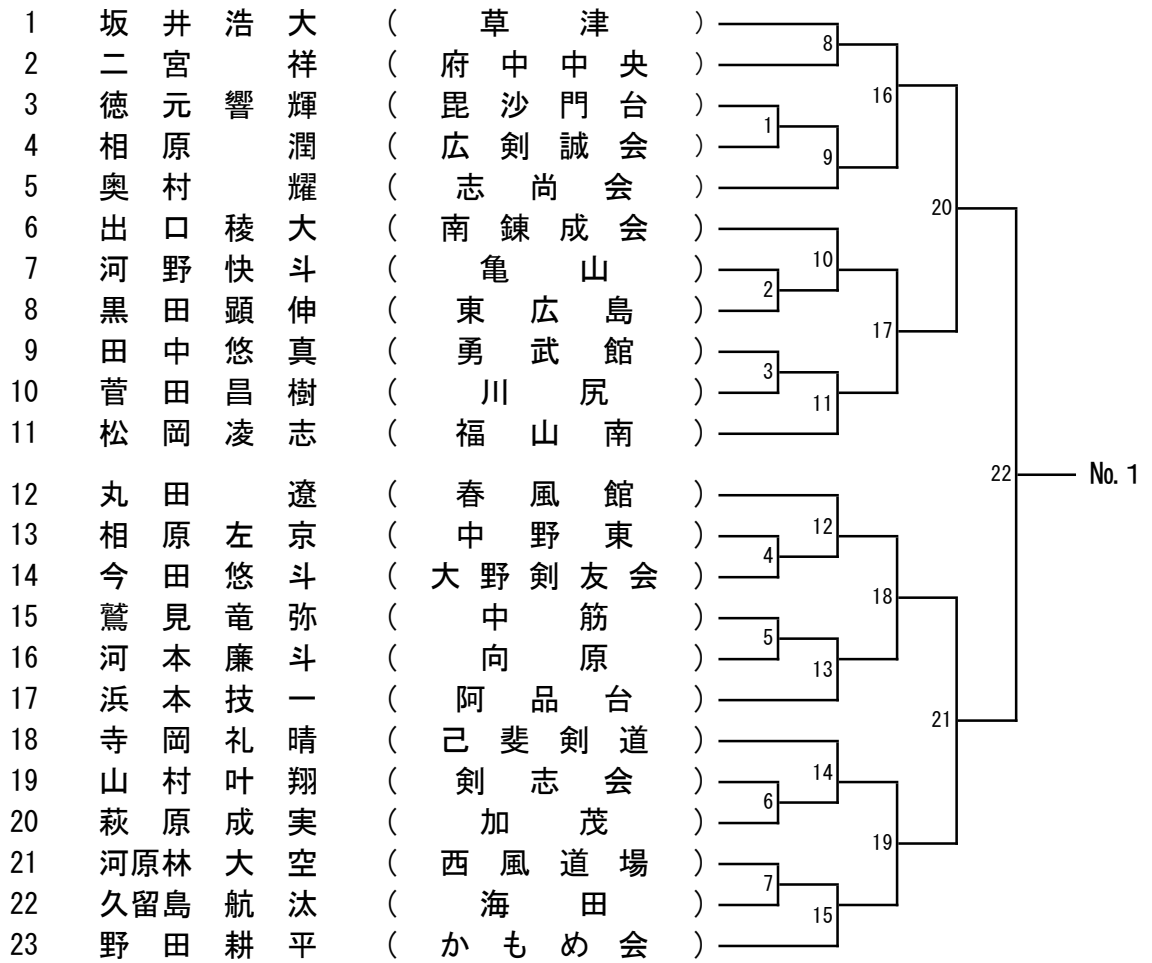 1 坂井浩大 (草津)
8
2 二宮祥 (府中中央)
16
3 徳元響輝 (毘沙門台)
1
4 相原潤 (広剣誠会)
9
5 奥村耀 (志尚会)
20
6 出口稜大 (南錬成会)
10
7 河野快斗 (亀山)
2
8 黒田顕伸 (東広島)
17
9 田中悠真 (勇武館)
3
10 菅田昌樹 (川尻)
11
11 松岡凌志 (福山南)
22 №1
12 丸田遼 (春風館)
12
13 相原左京 (中野東)
4
14 今田悠斗 (大野剣友会)
18
15 鷲見竜弥 (中筋)
5
16 河本廉斗 (向原)
13
17 浜本技一 (阿品台)
21
18 寺岡礼晴 (己斐剣道)
14
19 山村叶翔 (剣志会)
6
20 萩原成実 (加茂)
19
21 河原林大空 (西風道場)
7
22 久留島航汰 (海田)
15
23 野田耕平 (かもめ会)